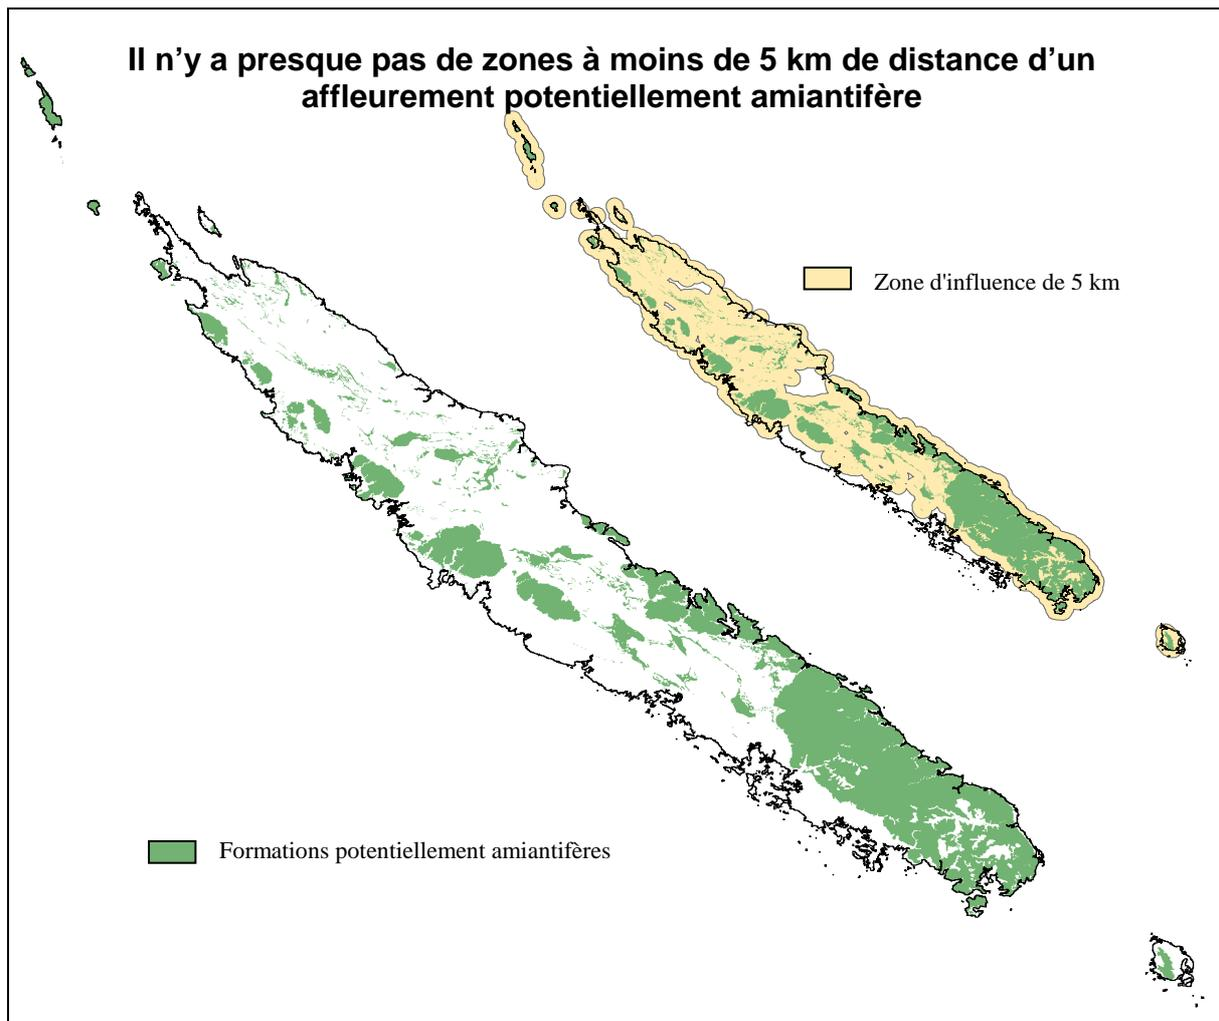 Il n’y a presque pas de zones à moins de 5 km de distance d’un
affleurement potentiellement amiantifère
Zone d'influence de 5 km
Formations potentiellement amiantifères